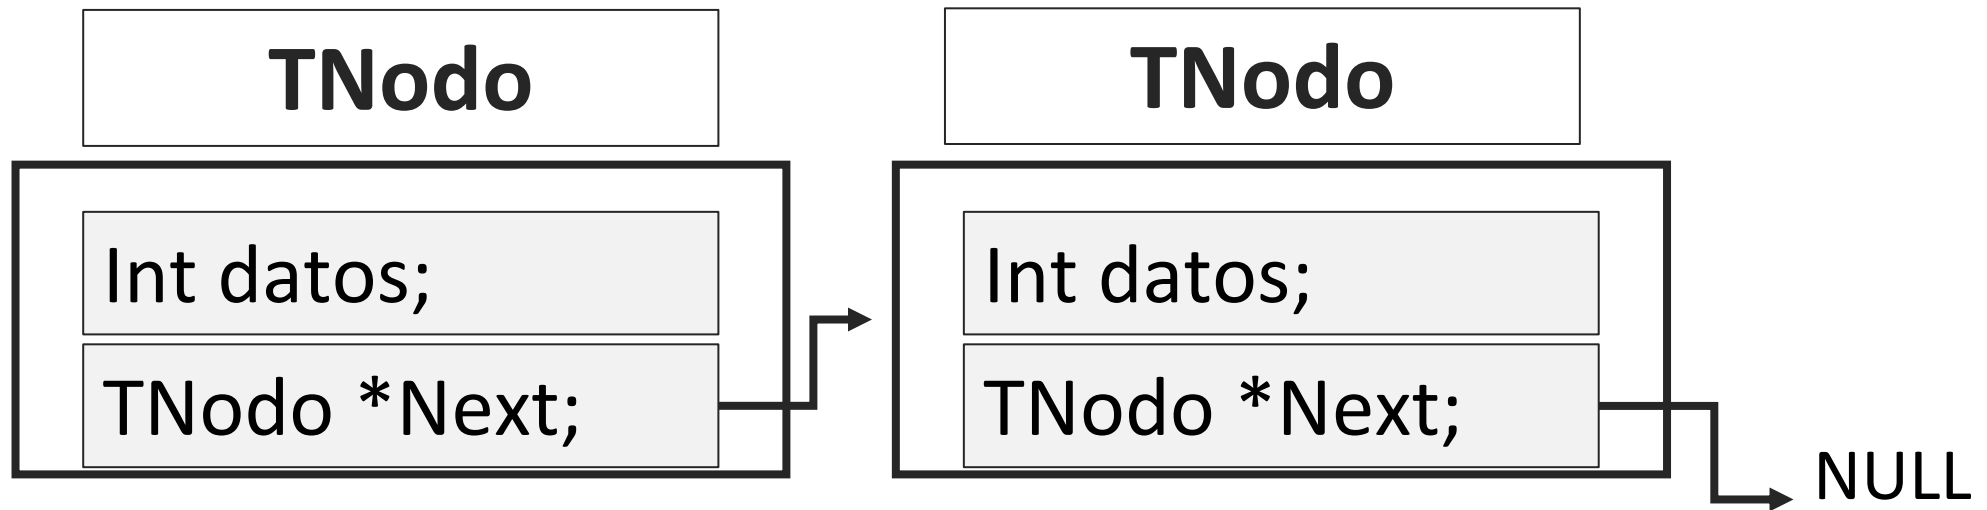 TNodo
Int datos;
TNodo *Next;
TNodo
Int datos;
TNodo *Next;
NULL